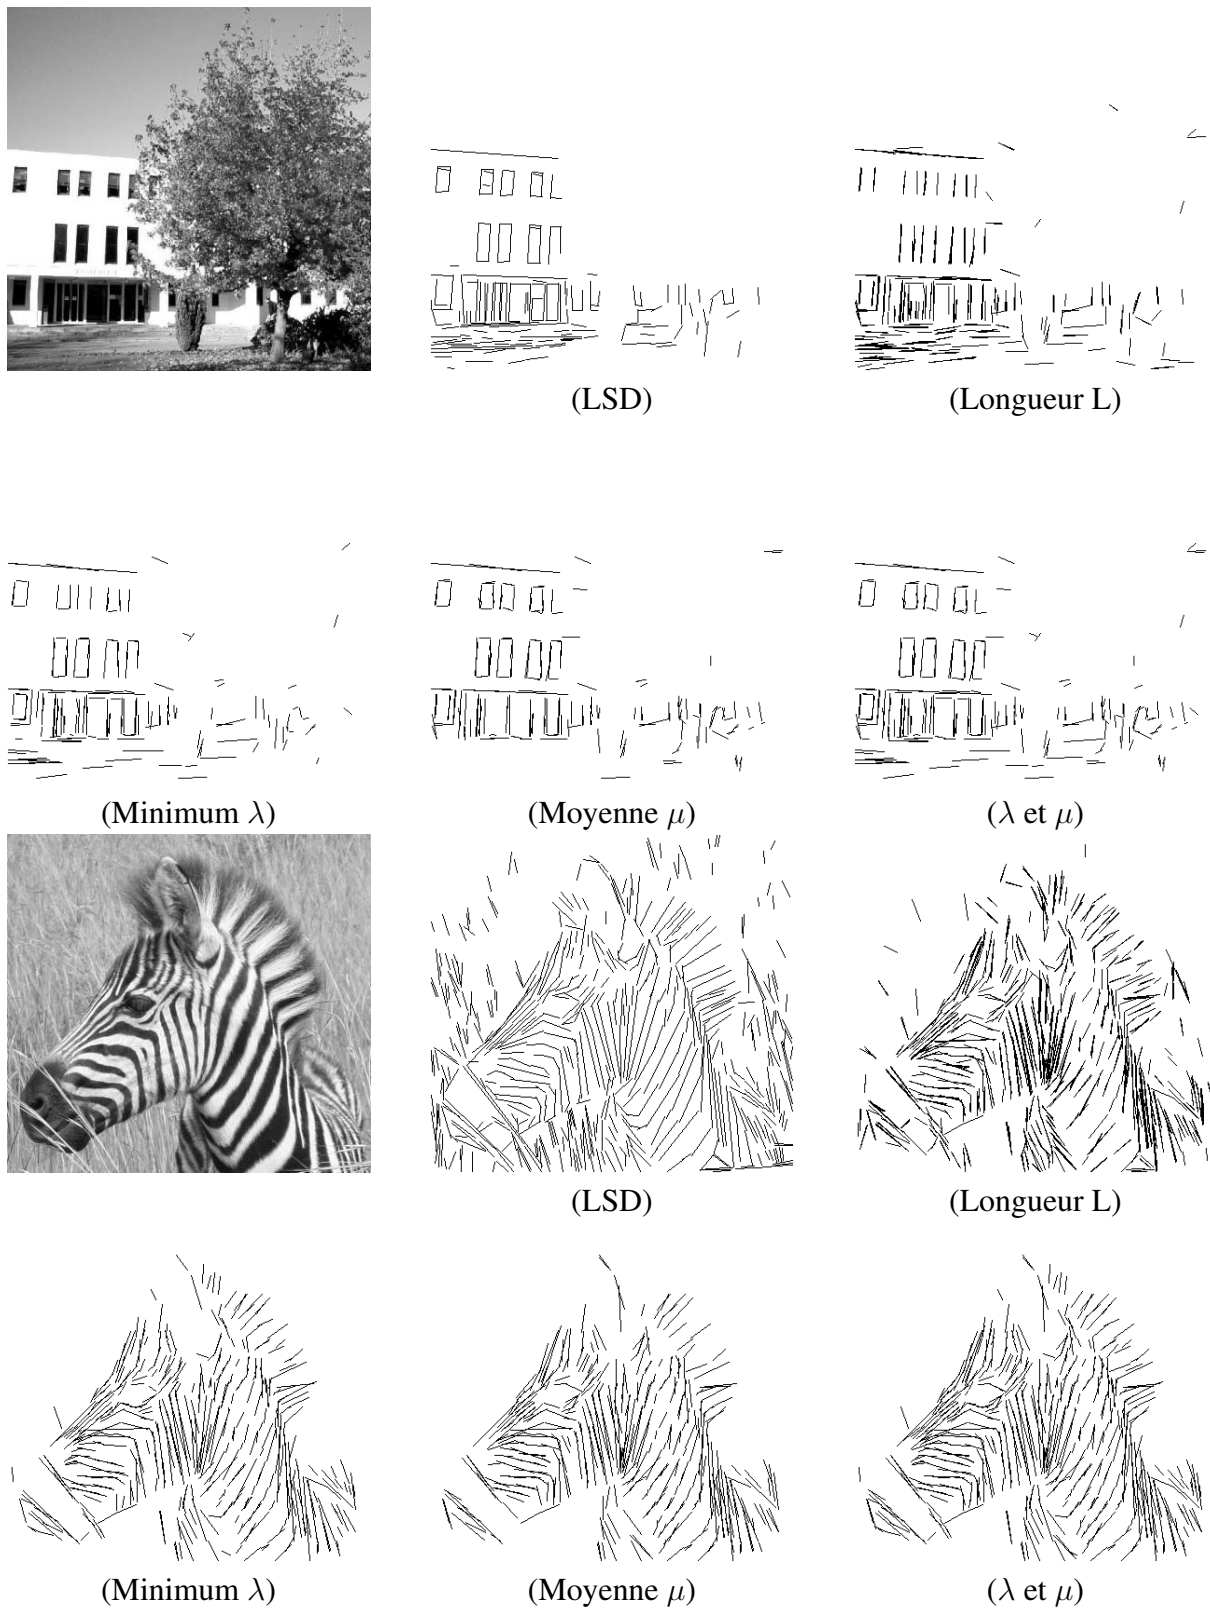 (LSD)
(Longueur L)
(Minimum λ)
(Moyenne μ)
(λ et μ)
(LSD)
(Longueur L)
(Minimum λ)
(Moyenne μ)
(λ et μ)